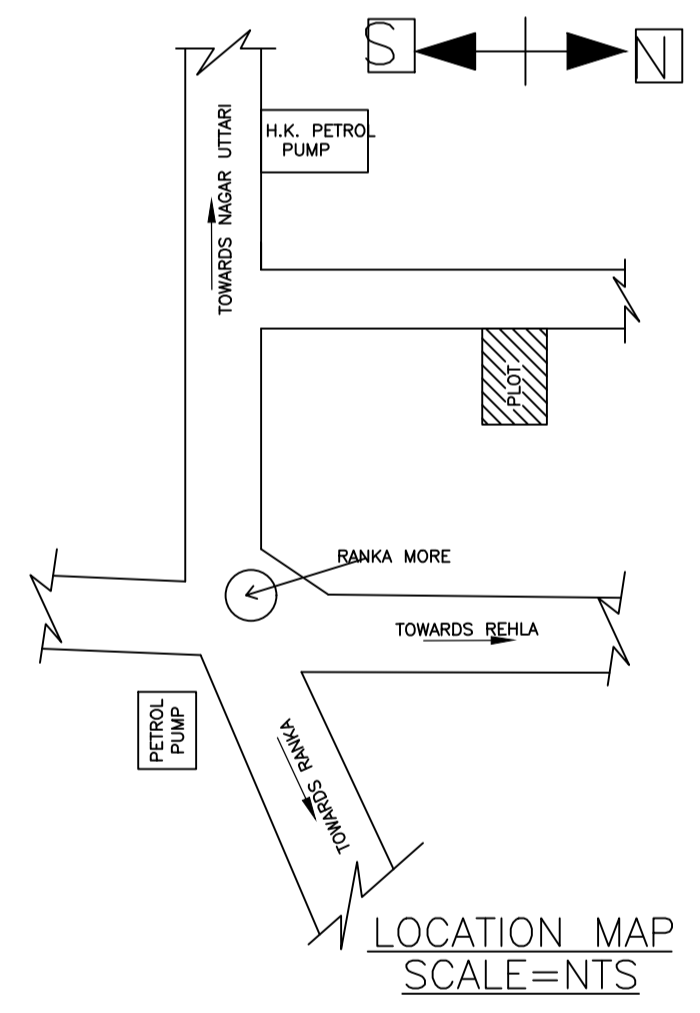 S
N
H.K. PETROL
PUMP
TOWARDS NAGAR UTTARI
PLOT
RANKA MORE
TOWARDS REHLA
PETROL
PUMP
TOWARDS RANKA
LOCATION MAP
SCALE=NTS